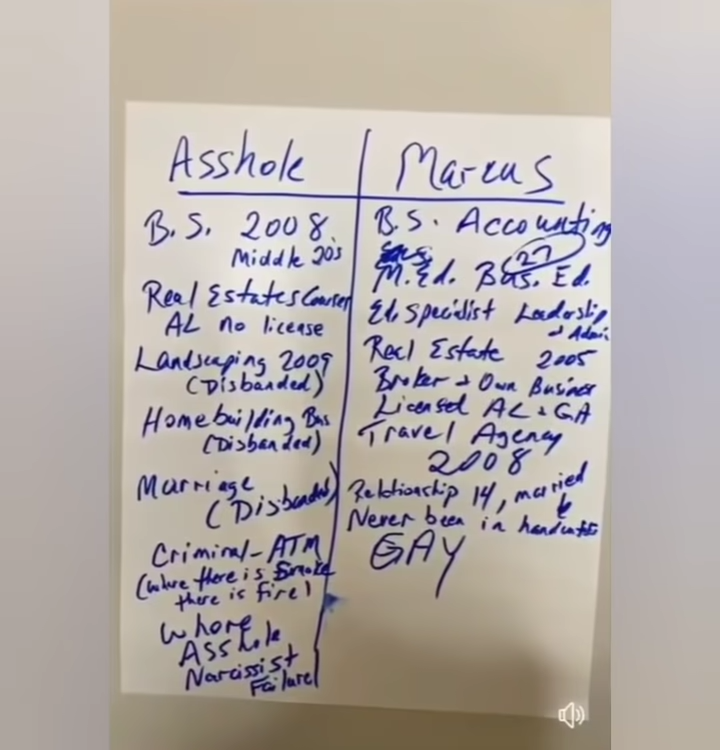 Asshole
B.S. 2008
Middle 20's
Real Estates Courses
AL no license
Landscaping 2009
(Disbanded)
Homebuilding Bus
(Disbanded)
Marriage
(Disbanded)
Criminal - ATM
(where there is smoke
there is fire)
Whore
ASShole
Narcissist
Failure
Marcus
B.S. Accounting
27
M.Ed. Bus. Ed.
Ed. Specialist Leadership
+ Admin
Real Estate 2005
Broker + Own Business
Licensed AL + GA
Travel Agency
2008
Relationship 14, married
Never been in handcuffs
GAY